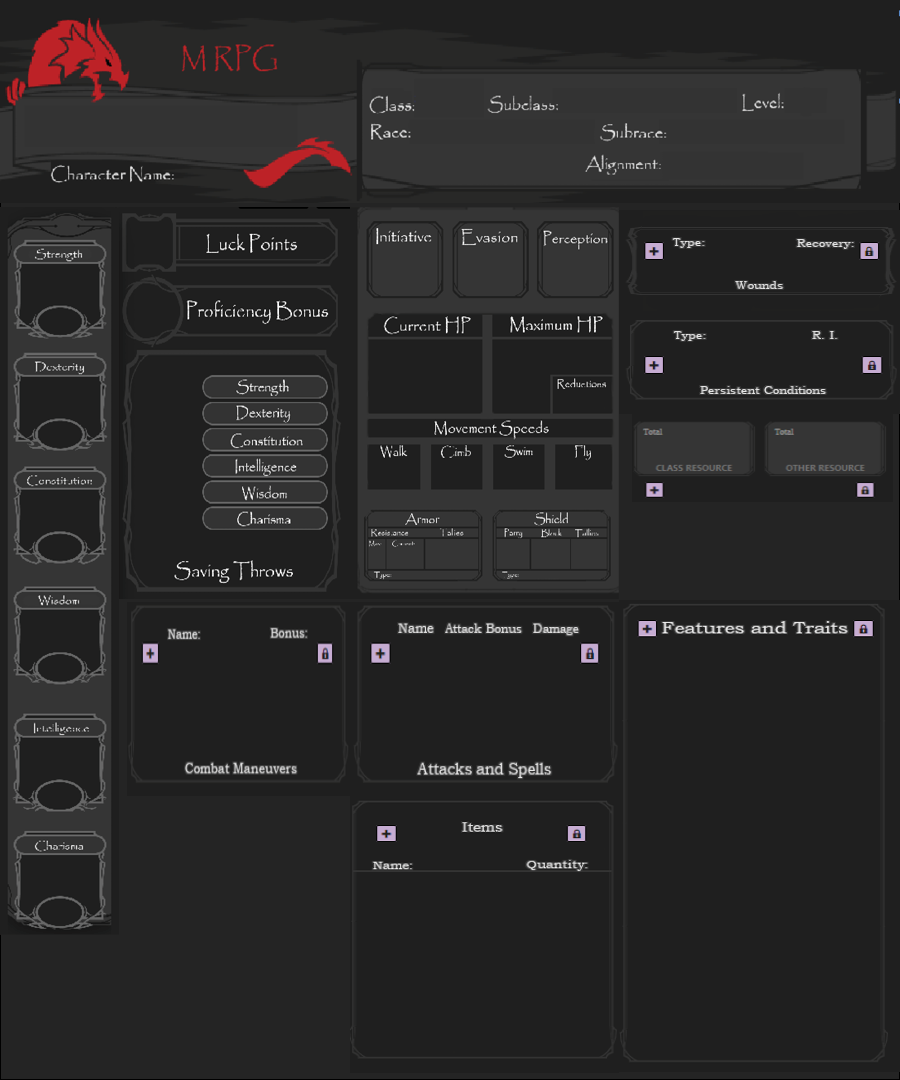 MRPG
Class: Subclass: Level:
Race: Subrace:
Alignment:
Character Name:
Strength
Dexterity
Constitution
Wisdom
Intelligence
Charisma
Luck Points
Proficiency Bonus
Strength
Dexterity
Constitution
Intelligence
Wisdom
Charisma
Saving Throws
Initiative Evasion Perception
Current HP Maximum HP
Reductions
Movement Speeds
Walk Climb Swim Fly
Armor
Resistance
Type:
Shield
Parry Block
Type:
Type: Recovery:
Wounds
Type: R. I.
Persistent Conditions
Total Total
CLASS RESOURCE OTHER RESOURCE
Name: Bonus:
Combat Maneuvers
Name Attack Bonus Damage
Attacks and Spells
Items
Name: Quantity:
Features and Traits